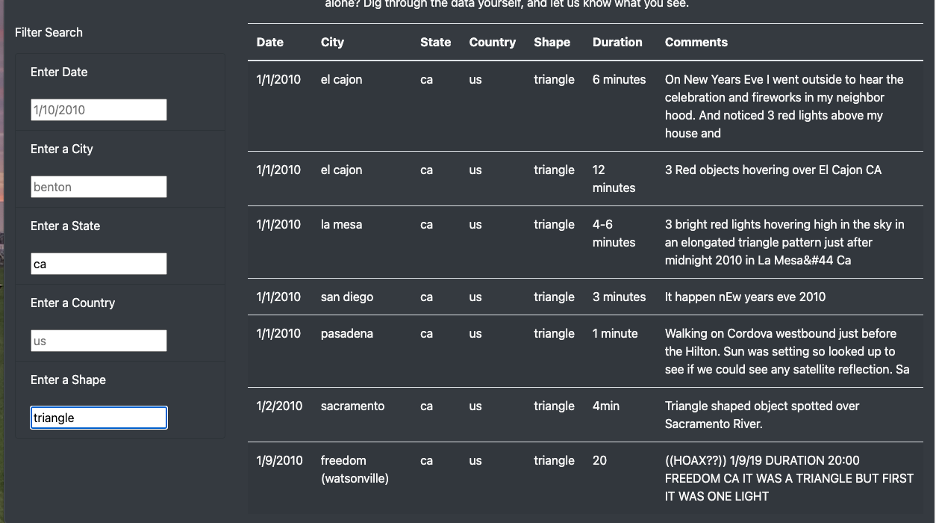 alone? Dig through the data yourself, and let us know what you see.
Filter Search
Enter Date
1/10/2010
Enter a City
benton
Enter a State
ca
Enter a Country
us
Enter a Shape
triangle
Date City State Country Shape Duration Comments
1/1/2010 el cajon ca us triangle 6 minutes On New Years Eve I went outside to hear the
celebration and fireworks in my neighbor
hood. And noticed 3 red lights above my
house and
1/1/2010 el cajon ca us triangle 12 3 Red objects hovering over El Cajon CA
minutes
1/1/2010 la mesa ca us triangle 4-6 3 bright red lights hovering high in the sky in
minutes an elongated triangle pattern just after
midnight 2010 in La Mesa&#44 Ca
1/1/2010 san diego ca us triangle 3 minutes It happen nEw years eve 2010
1/1/2010 pasadena ca us triangle 1 minute Walking on Cordova westbound just before
the Hilton. Sun was setting so looked up to
see if we could see any satellite reflection. Sa
1/2/2010 sacramento ca us triangle 4min Triangle shaped object spotted over
Sacramento River.
1/9/2010 freedom ca us triangle 20 ((HOAX??)) 1/9/19 DURATION 20:00
(watsonville) FREEDOM CA IT WAS A TRIANGLE BUT FIRST
IT WAS ONE LIGHT